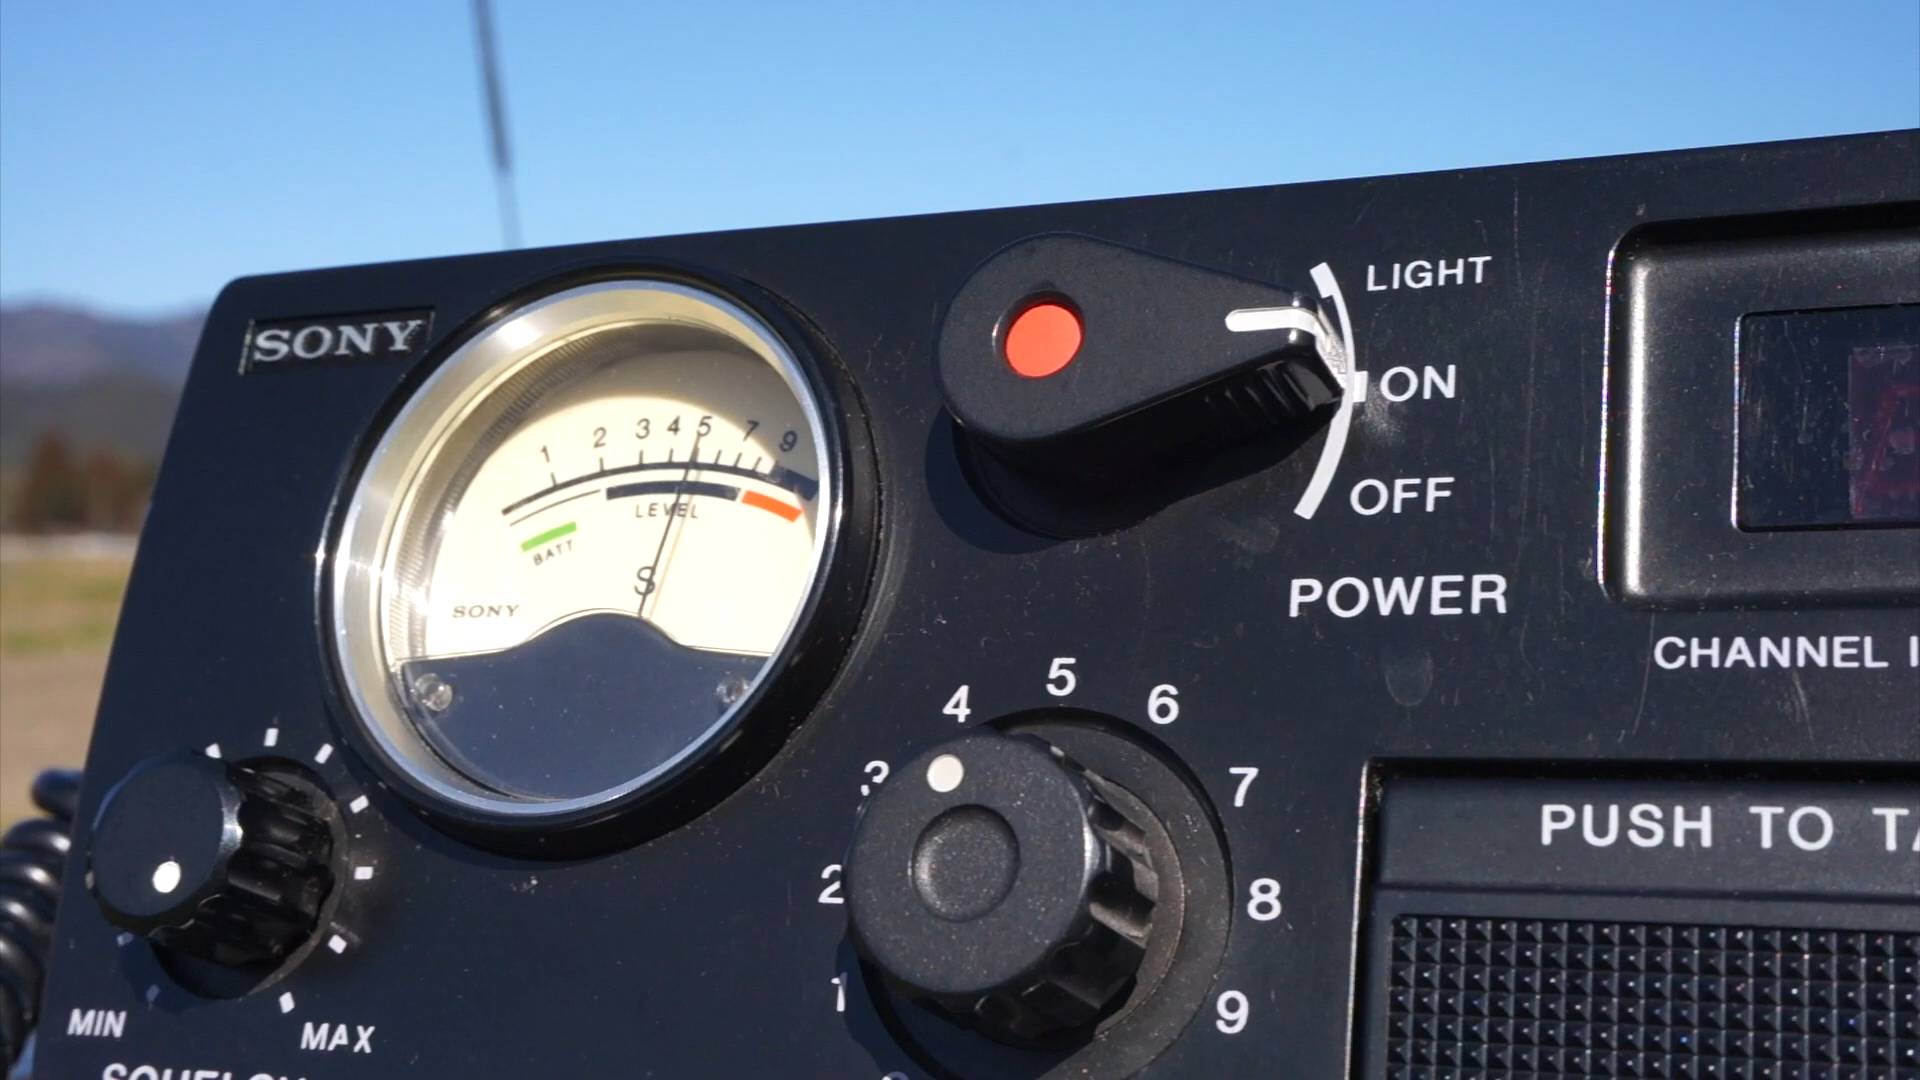 SONY
1 2 3 4 5 7 9
LEVEL
BATT
S
SONY
LIGHT
ON
OFF
POWER
CHANNEL
1 2 3 4 5 6 7 8 9
PUSH TO
MIN
MAX